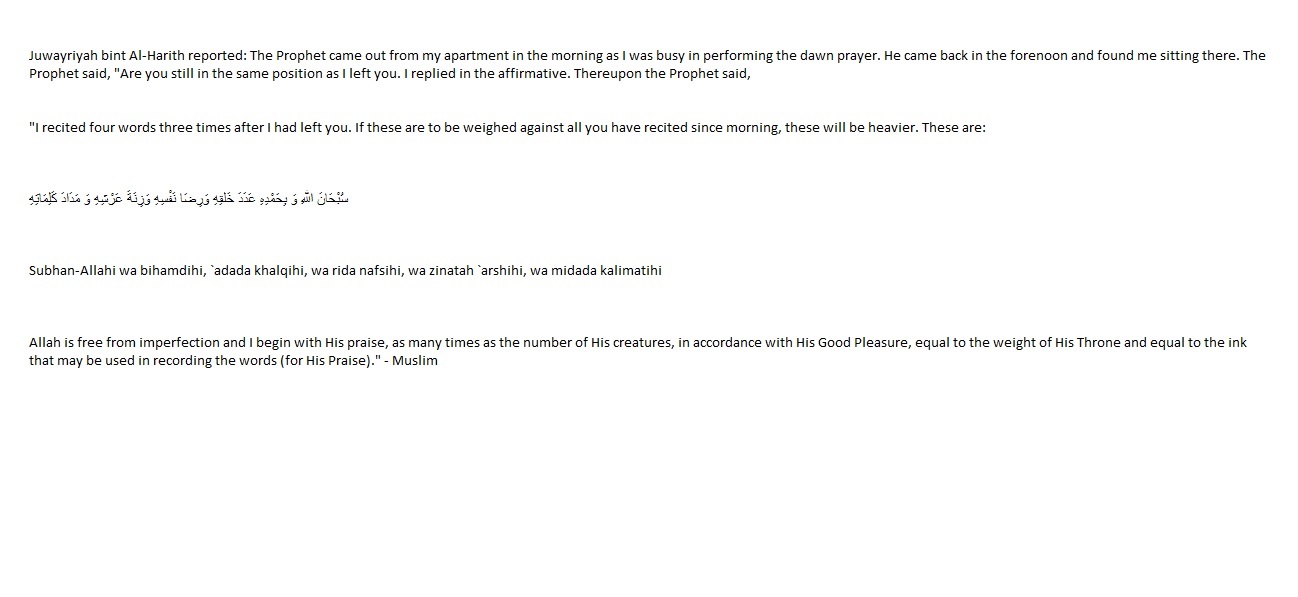 Juwayriyah bint Al-Harith reported: The Prophet came out from my apartment in the morning as I was busy in performing the dawn prayer. He came back in the forenoon and found me sitting there. The
Prophet said, "Are you still in the same position as I left you. I replied in the affirmative. Thereupon the Prophet said,
"I recited four words three times after I had left you. If these are to be weighed against all you have recited since morning, these will be heavier. These are:
سُبْحَانَ اللَّهِ وَ بِحَمْدِهِ عَدَدَ خَلْقِهِ وَرِضَا نَفْسِهِ وَزِنَةَ عَرْشِهِ وَ مَدَادَ كَلِمَاتِهِ
Subhan-Allahi wa bihamdihi, `adada khalqihi, wa rida nafsihi, wa zinatah `arshihi, wa midada kalimatihi
Allah is free from imperfection and I begin with His praise, as many times as the number of His creatures, in accordance with His Good Pleasure, equal to the weight of His Throne and equal to the ink
that may be used in recording the words (for His Praise)." - Muslim